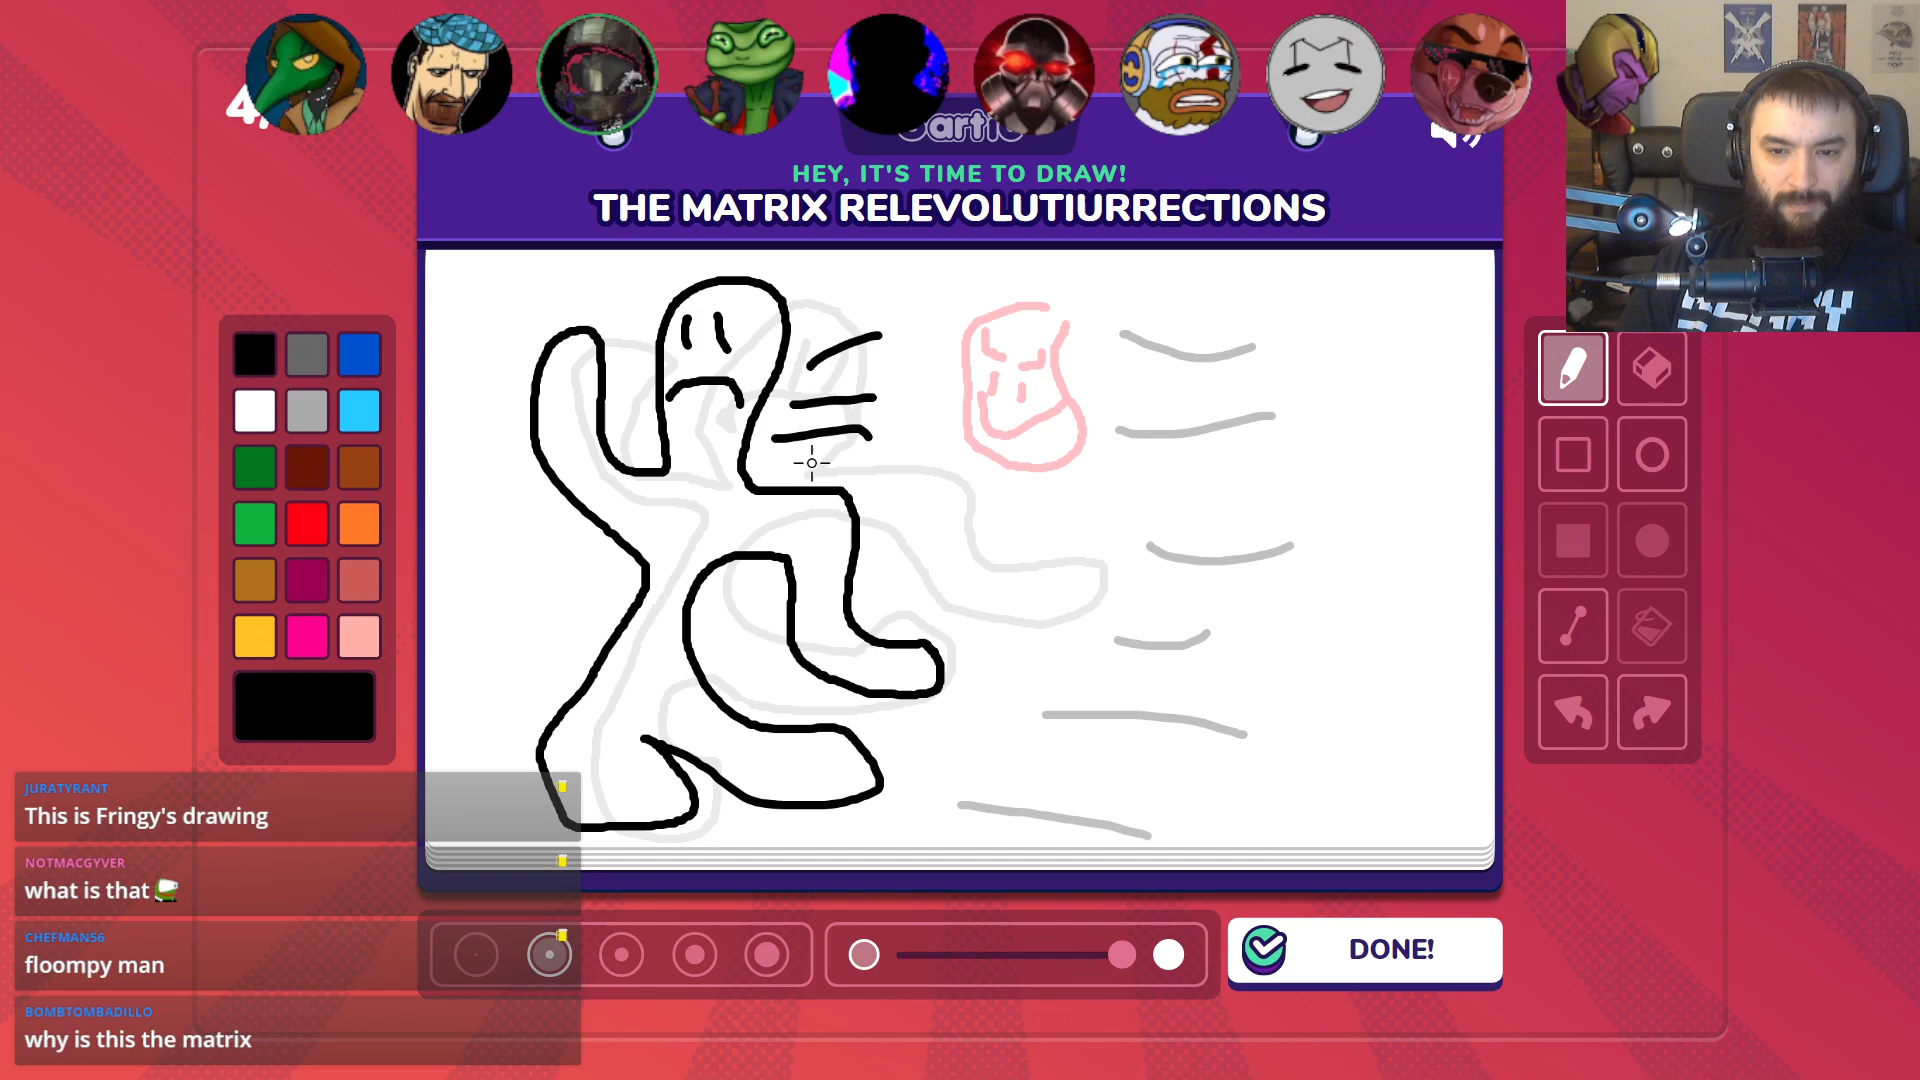 HEY, IT'S TIME TO DRAW!
THE MATRIX RELEVOLUTIURRECTIONS
JURATYRANT
This is Fringy's drawing
NOTMACGYVER
what is that
CHEFMAN56
floompy man
BOMBTOMBADILLO
why is this the matrix
DONE!